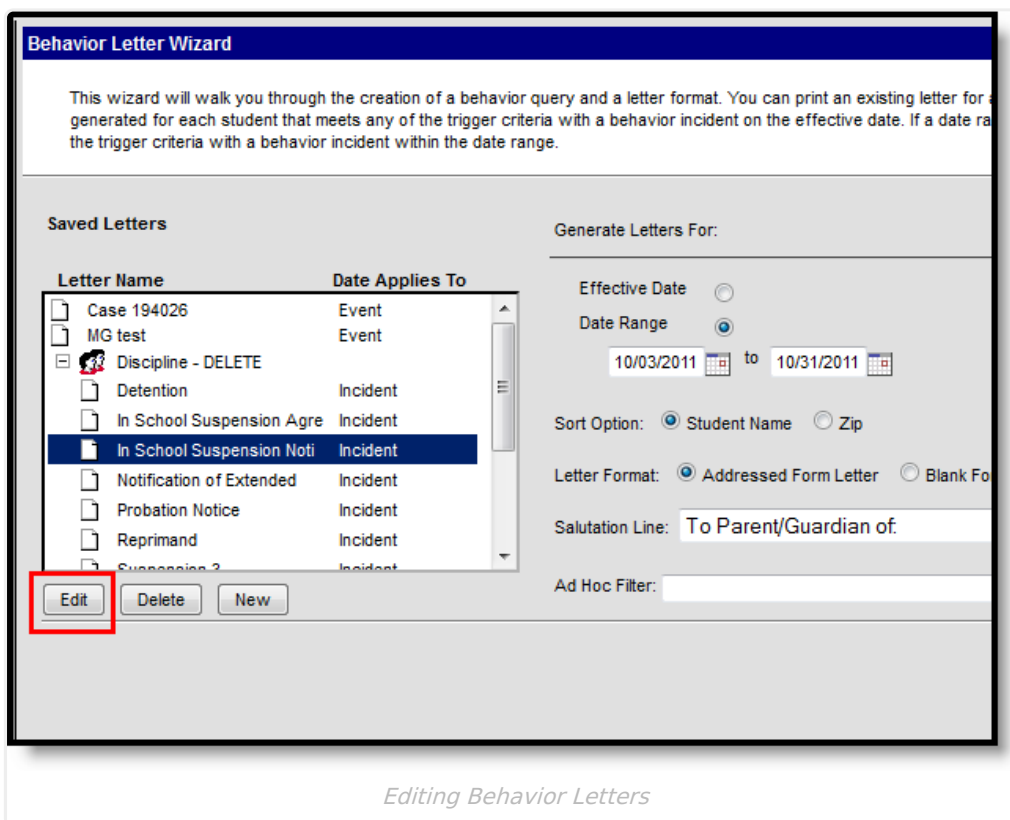 Behavior Letter Wizard
This wizard will walk you through the creation of a behavior query and a letter format. You can print an existing letter for
generated for each student that meets any of the trigger criteria with a behavior incident on the effective date. If a date
the trigger criteria with a behavior incident within the date range.
Saved Letters
Generate Letters For:
Letter Name Date Applies To
Case 194026 Event
MG test Event
Discipline - DELETE
Detention Incident
In School Suspension Agre Incident
In School Suspension Noti Incident
Notification of Extended Incident
Probation Notice Incident
Reprimand Incident
Suspension 3 Incident
Edit Delete New
Effective Date
Date Range
10/03/2011 to 10/31/2011
Sort Option: Student Name Zip
Letter Format: Addressed Form Letter Blank Fo
Salutation Line: To Parent/Guardian of:
Ad Hoc Filter:
Editing Behavior Letters